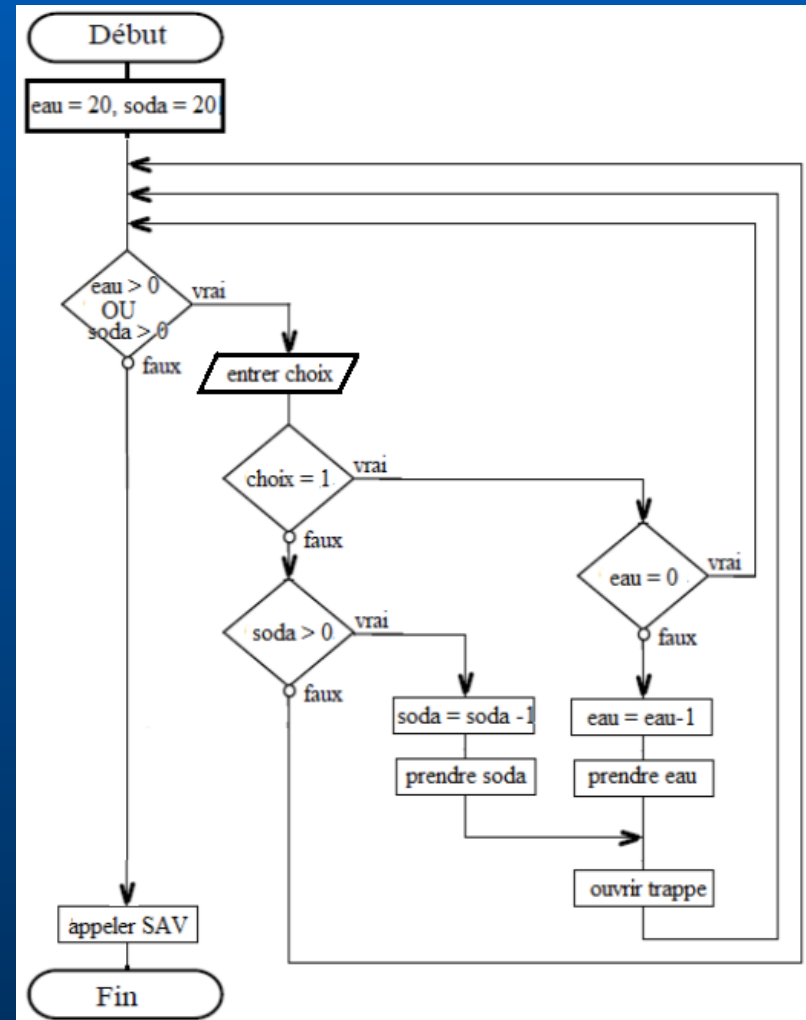 Début
eau = 20, soda = 20
eau > 0
OU
soda > 0
vrai
faux
entrer choix
choix = 1
vrai
faux
eau = 0
vrai
faux
soda > 0
vrai
faux
soda = soda -1
eau = eau-1
prendre soda
prendre eau
ouvrir trappe
appeler SAV
Fin